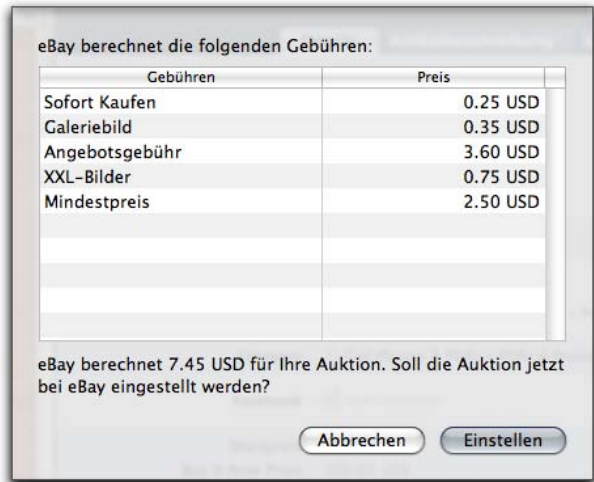 eBay berechnet die folgenden Gebühren:
Gebühren Preis
Sofort Kaufen 0.25 USD
Galeriebild 0.35 USD
Angebotsgebühr 3.60 USD
XXL-Bilder 0.75 USD
Mindestpreis 2.50 USD
eBay berechnet 7.45 USD für Ihre Auktion. Soll die Auktion jetzt
bei eBay eingestellt werden?
Abbrechen Einstellen